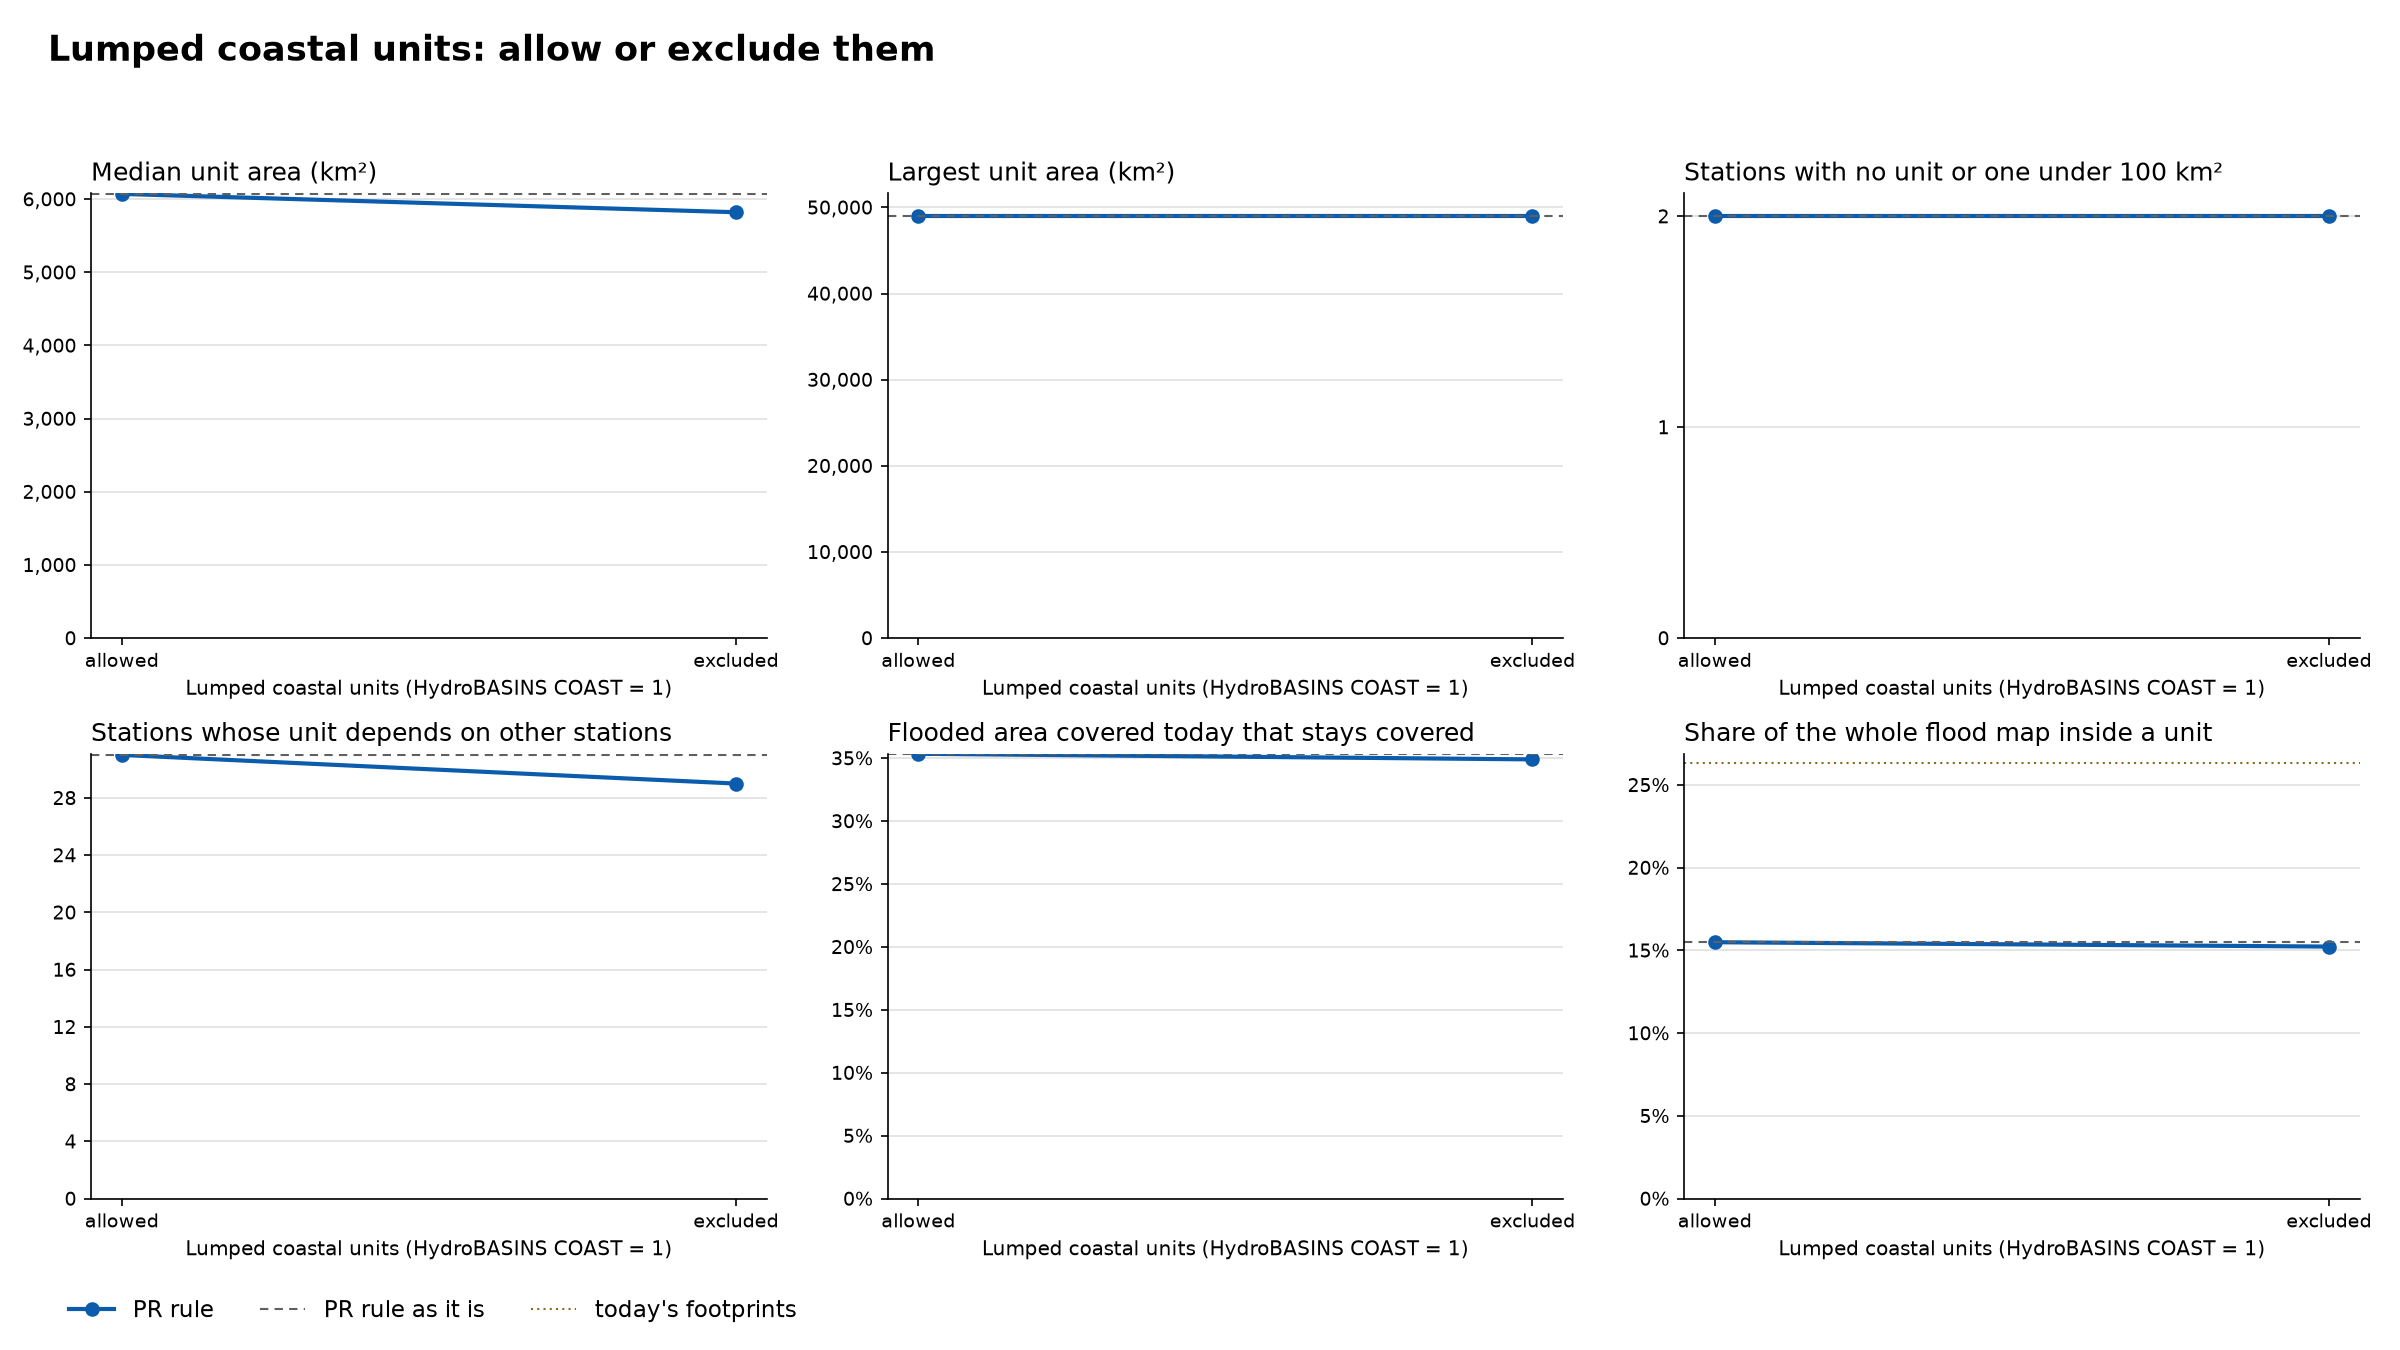 Lumped coastal units: allow or exclude them
Median unit area (km²)
6,000
5,000
4,000
3,000
2,000
1,000
0
allowed
excluded
Lumped coastal units (HydroBASINS COAST = 1)
Largest unit area (km²)
50,000
40,000
30,000
20,000
10,000
0
allowed
excluded
Lumped coastal units (HydroBASINS COAST = 1)
Stations with no unit or one under 100 km²
2
1
0
allowed
excluded
Lumped coastal units (HydroBASINS COAST = 1)
Stations whose unit depends on other stations
28
24
20
16
12
8
4
0
allowed
excluded
Lumped coastal units (HydroBASINS COAST = 1)
Flooded area covered today that stays covered
35%
30%
25%
20%
15%
10%
5%
0%
allowed
excluded
Lumped coastal units (HydroBASINS COAST = 1)
Share of the whole flood map inside a unit
25%
20%
15%
10%
5%
0%
allowed
excluded
Lumped coastal units (HydroBASINS COAST = 1)
PR rule
PR rule as it is
today's footprints